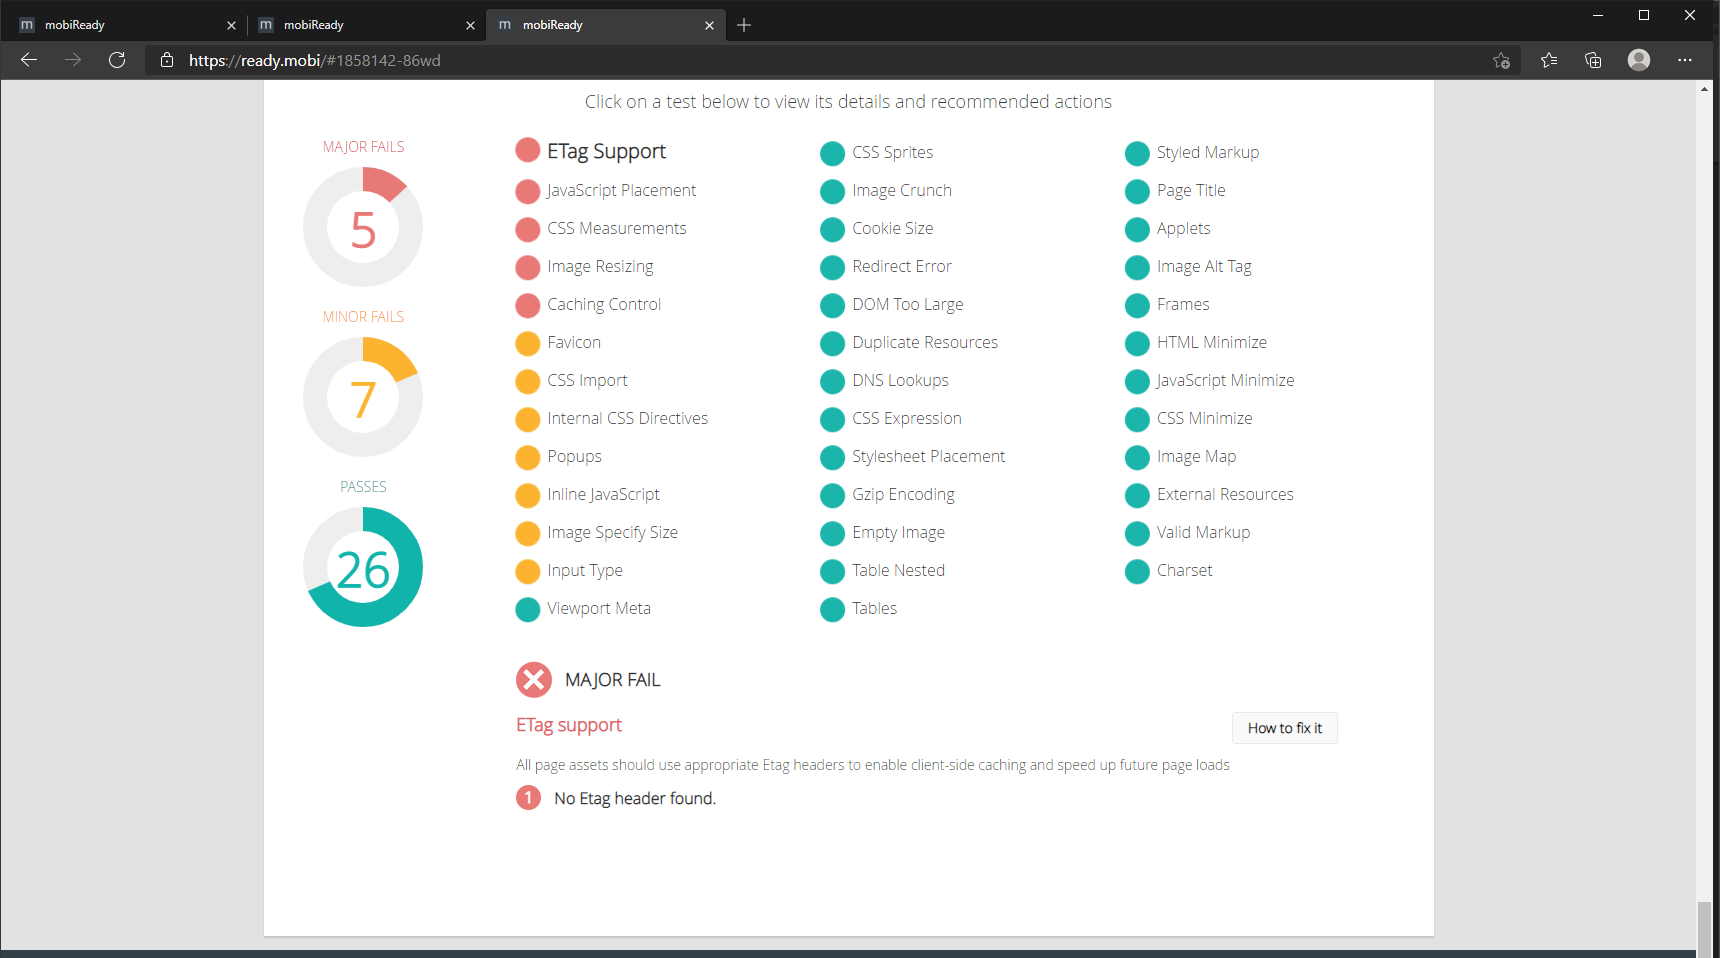 mobiReady
mobiReady
mobiReady
https://ready.mobi/#1858142-86wd
Click on a test below to view its details and recommended actions
MAJOR FAILS
5
MINOR FAILS
7
PASSES
26
ETag Support
JavaScript Placement
CSS Measurements
Image Resizing
Caching Control
Favicon
CSS Import
Internal CSS Directives
Popups
Inline JavaScript
Image Specify Size
Input Type
Viewport Meta
CSS Sprites
Image Crunch
Cookie Size
Redirect Error
DOM Too Large
Duplicate Resources
DNS Lookups
CSS Expression
Stylesheet Placement
Gzip Encoding
Empty Image
Table Nested
Tables
Styled Markup
Page Title
Applets
Image Alt Tag
Frames
HTML Minimize
JavaScript Minimize
CSS Minimize
Image Map
External Resources
Valid Markup
Charset
MAJOR FAIL
ETag support
How to fix it
All page assets should use appropriate Etag headers to enable client-side caching and speed up future page loads
1 No Etag header found.